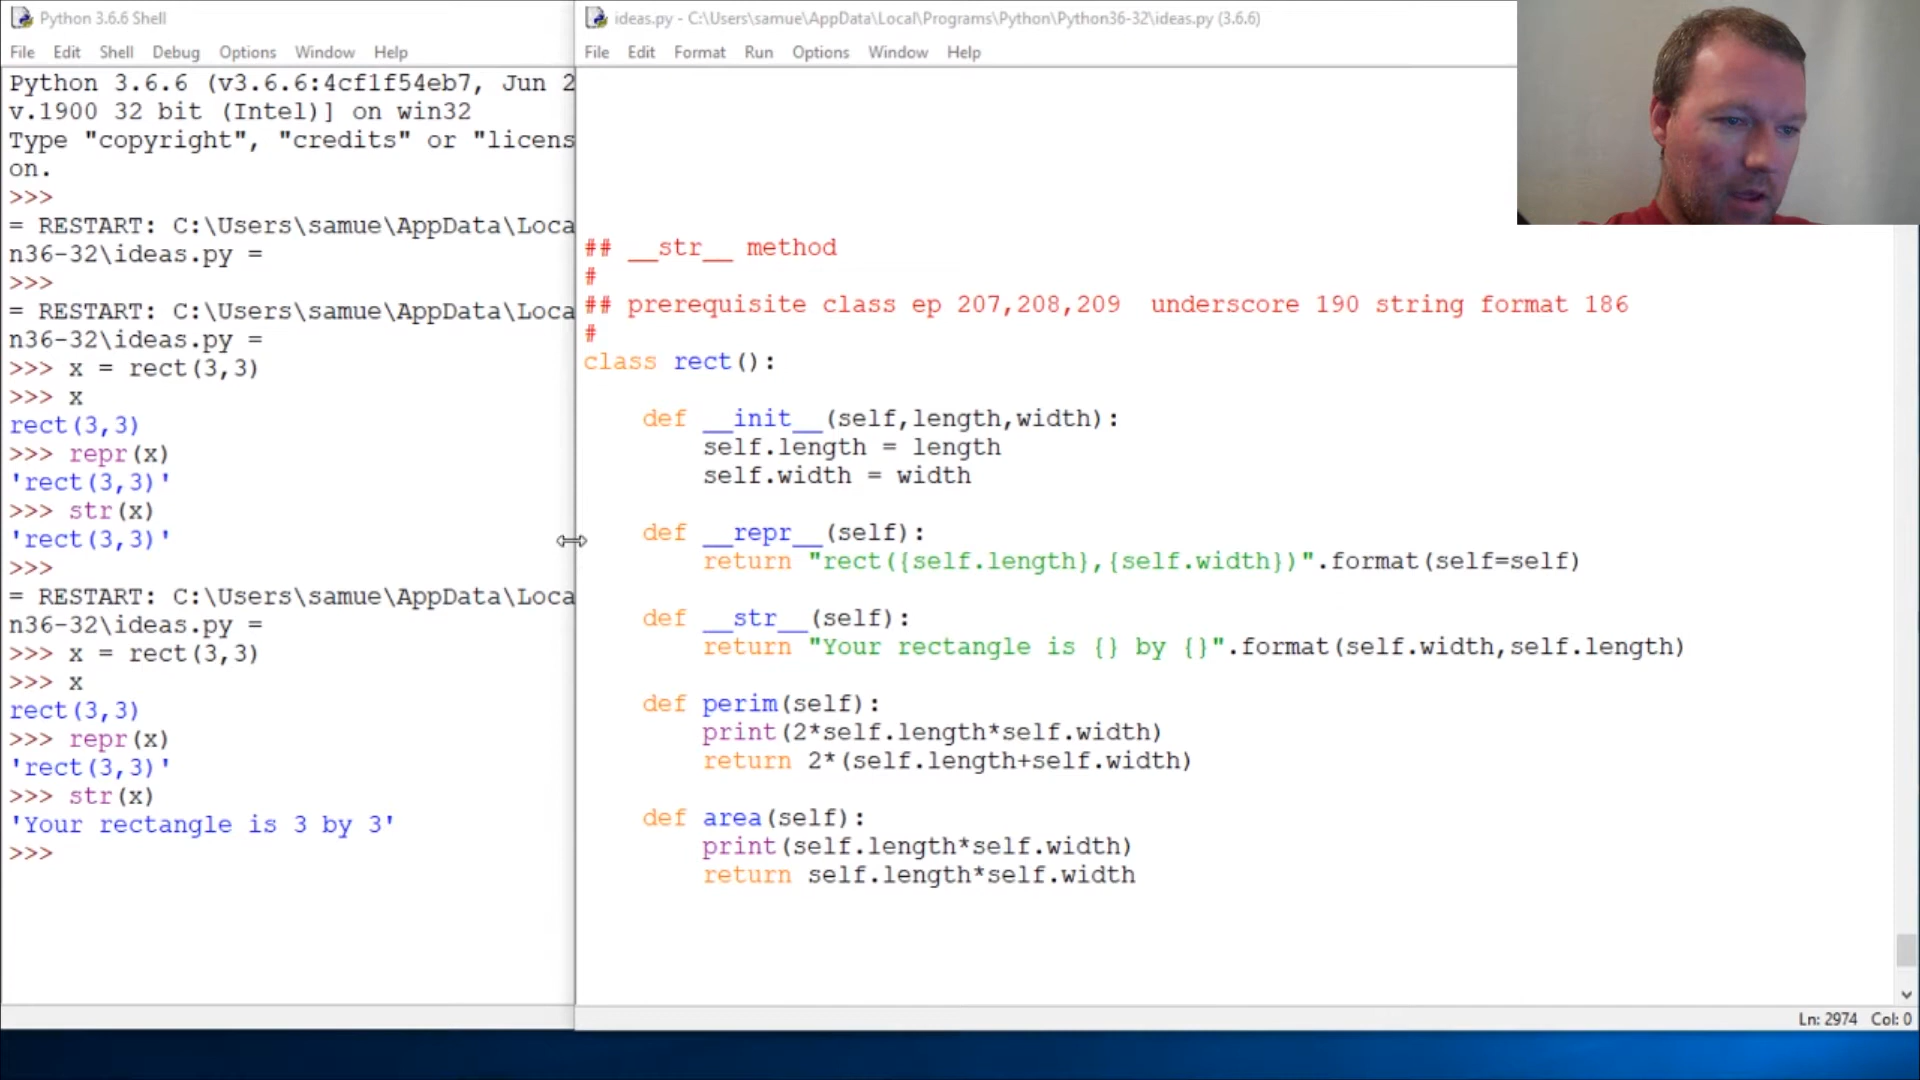 Python 3.6.6 Shell
File Edit Shell Debug Options Window Help
Python 3.6.6 (v3.6.6:4cf1f54eb7, Jun 2
v.1900 32 bit (Intel)] on win32
Type "copyright", "credits" or "licens
on.
>>>
= RESTART: C:\Users\samue\AppData\Loca
n36-32\ideas.py =
>>>
= RESTART: C:\Users\samue\AppData\Loca
n36-32\ideas.py =
>>> x = rect(3,3)
>>> x
rect(3,3)
>>> repr(x)
'rect(3,3)'
>>> str(x)
'rect(3,3)'
>>>
= RESTART: C:\Users\samue\AppData\Loca
n36-32\ideas.py =
>>> x = rect(3,3)
>>> x
rect(3,3)
>>> repr(x)
'rect(3,3)'
>>> str(x)
'Your rectangle is 3 by 3'
>>>
ideas.py - C:\Users\samue\AppData\Local\Programs\Python\Python36-32\ideas.py (3.6.6)
File Edit Format Run Options Window Help
## __str__ method
#
## prerequisite class ep 207,208,209  underscore 190 string format 186
#
class rect():
    def __init__(self,length,width):
        self.length = length
        self.width = width
    def __repr__(self):
        return "rect({self.length},{self.width})".format(self=self)
    def __str__(self):
        return "Your rectangle is {} by {}".format(self.width,self.length)
    def perim(self):
        print(2*self.length*self.width)
        return 2*(self.length+self.width)
    def area(self):
        print(self.length*self.width)
        return self.length*self.width
Ln: 2974 Col: 0